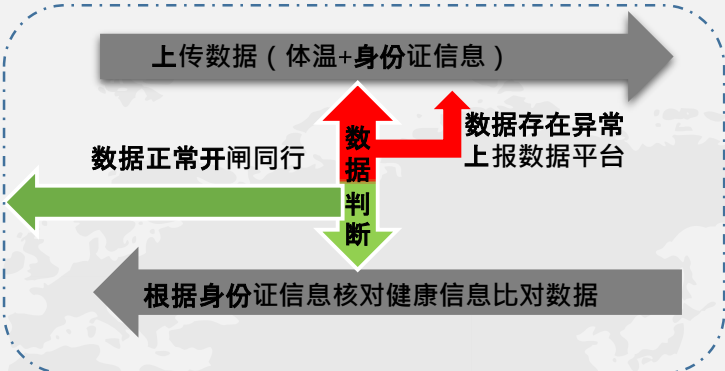 上传数据（体温+身份证信息）
数据存在异常
上报数据平台
数据正常开闸同行
数
据
判
断
根据身份证信息核对健康信息比对数据